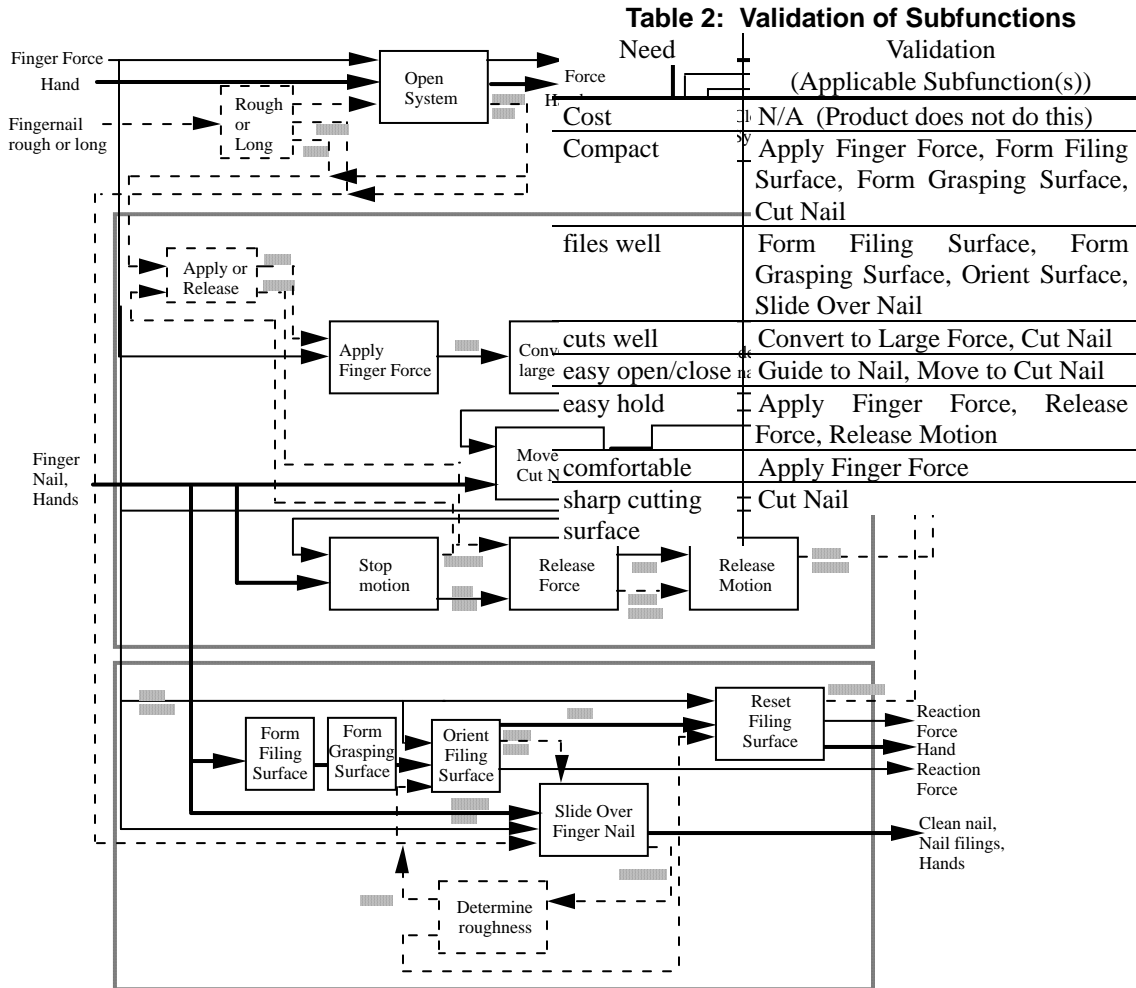 Table 2: Validation of Subfunctions
Need
Validation
(Applicable Subfunction(s))
Cost
N/A (Product does not do this)
Compact
Apply Finger Force, Form Filing
Surface, Form Grasping Surface,
Cut Nail
files well
Form Filing Surface, Form
Grasping Surface, Orient Surface,
Slide Over Nail
cuts well
Convert to Large Force, Cut Nail
easy open/close
Guide to Nail, Move to Cut Nail
easy hold
Apply Finger Force, Release
Force, Release Motion
comfortable
Apply Finger Force
sharp cutting
surface
Cut Nail
Finger Force
Hand
Open
System
Force
Fingernail
rough or long
Rough
or
Long
Apply or
Release
Apply
Finger Force
large
Move
Cut
Finger
Nail,
Hands
Stop
motion
Release
Force
Release
Motion
Form
Filing
Surface
Form
Grasping
Surface
Orient
Filing
Surface
Reset
Filing
Surface
Reaction
Force
Hand
Reaction
Force
Slide Over
Finger Nail
Clean nail,
Nail filings,
Hands
Determine
roughness